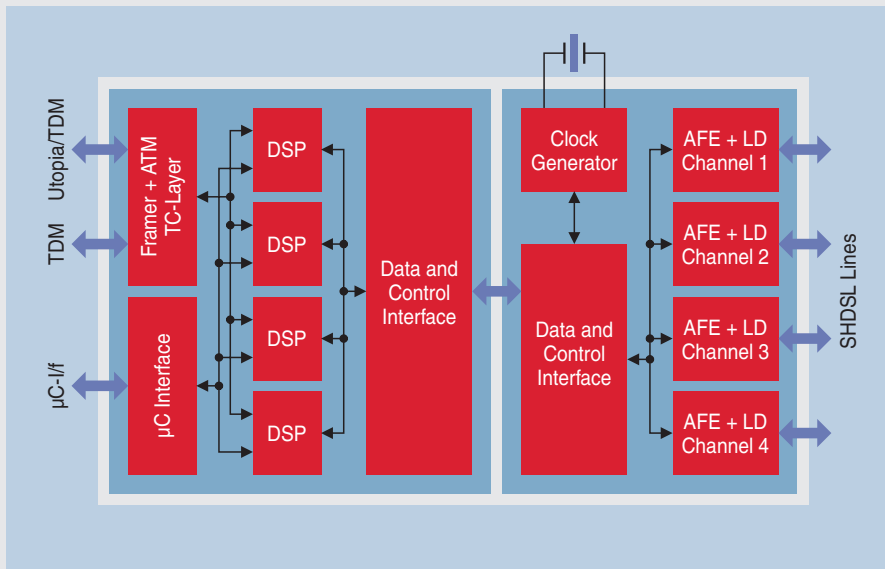 Utopia/TDM
TDM
µC-I/f
Framer + ATM
TC-Layer
µC Interface
DSP
DSP
DSP
DSP
Data and
Control
Interface
Clock
Generator
Data and
Control
Interface
AFE + LD
Channel 1
AFE + LD
Channel 2
AFE + LD
Channel 3
AFE + LD
Channel 4
SHDSL Lines